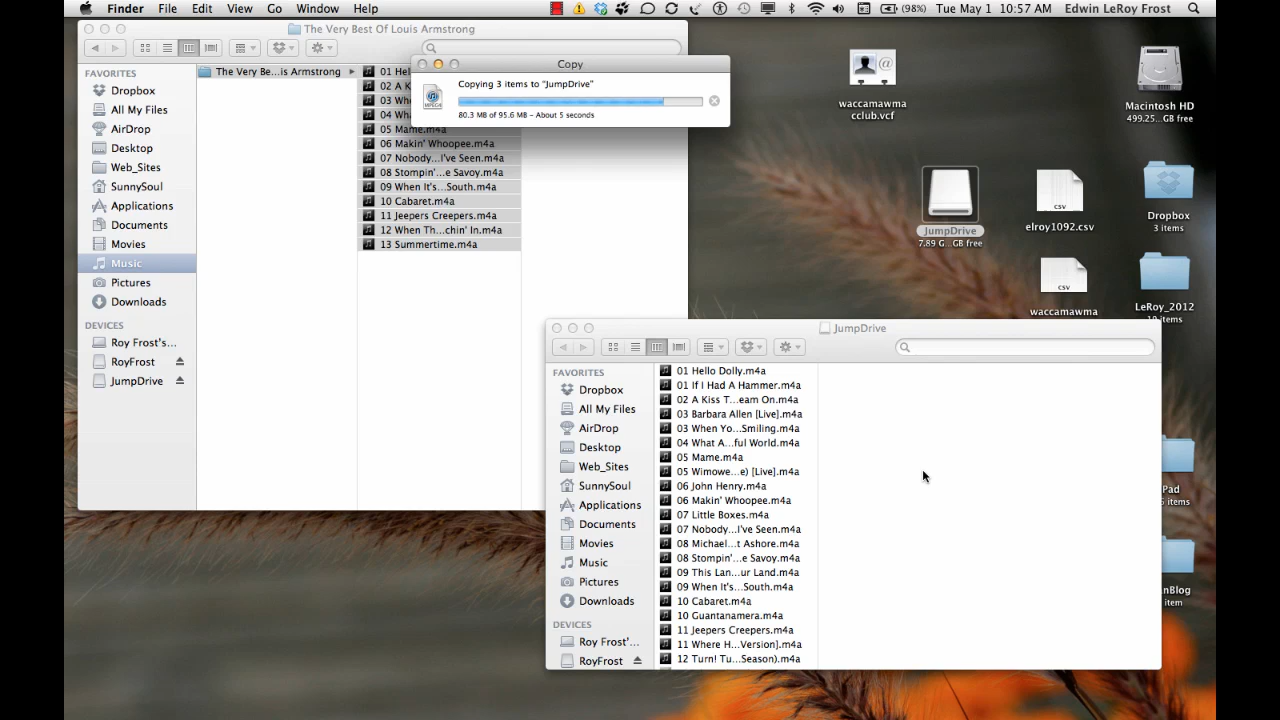 Finder File Edit View Go Window Help (98%) Tue May 1 10:57 AM Edwin LeRoy Frost
The Very Best Of Louis Armstrong
FAVORITES
Dropbox
All My Files
AirDrop
Desktop
Web_Sites
SunnySoul
Applications
Documents
Movies
Music
Pictures
Downloads
DEVICES
Roy Frost's...
RoyFrost
JumpDrive
The Very Be...is Armstrong
01 Hel
02 A K
03 Whe
04 Wha
05 Mame.m4a
06 Makin' Whoopee.m4a
07 Nobody...I've Seen.m4a
08 Stompin'...e Savoy.m4a
09 When It's...South.m4a
10 Cabaret.m4a
11 Jeepers Creepers.m4a
12 When Th...chin' In.m4a
13 Summertime.m4a
Copy
Copying 3 items to "JumpDrive"
80.3 MB of 95.6 MB – About 5 seconds
MPEG4
waccamawma
cclub.vcf
Macintosh HD
499.25...GB free
JumpDrive
7.89 G...GB free
CSV
elroy1092.csv
Dropbox
3 items
CSV
waccamawma
LeRoy_2012
Pad
items
nBlog
item
JumpDrive
FAVORITES
Dropbox
All My Files
AirDrop
Desktop
Web_Sites
SunnySoul
Applications
Documents
Movies
Music
Pictures
Downloads
DEVICES
Roy Frost'...
RoyFrost
01 Hello Dolly.m4a
01 If I Had A Hammer.m4a
02 A Kiss T...eam On.m4a
03 Barbara Allen [Live].m4a
03 When Yo...Smiling.m4a
04 What A...ful World.m4a
05 Mame.m4a
05 Wimowe...e) [Live].m4a
06 John Henry.m4a
06 Makin' Whoopee.m4a
07 Little Boxes.m4a
07 Nobody...I've Seen.m4a
08 Michael...t Ashore.m4a
08 Stompin'...e Savoy.m4a
09 This Lan...ur Land.m4a
09 When It's...South.m4a
10 Cabaret.m4a
10 Guantanamera.m4a
11 Jeepers Creepers.m4a
11 Where H...Version].m4a
12 Turn! Tu...Season).m4a